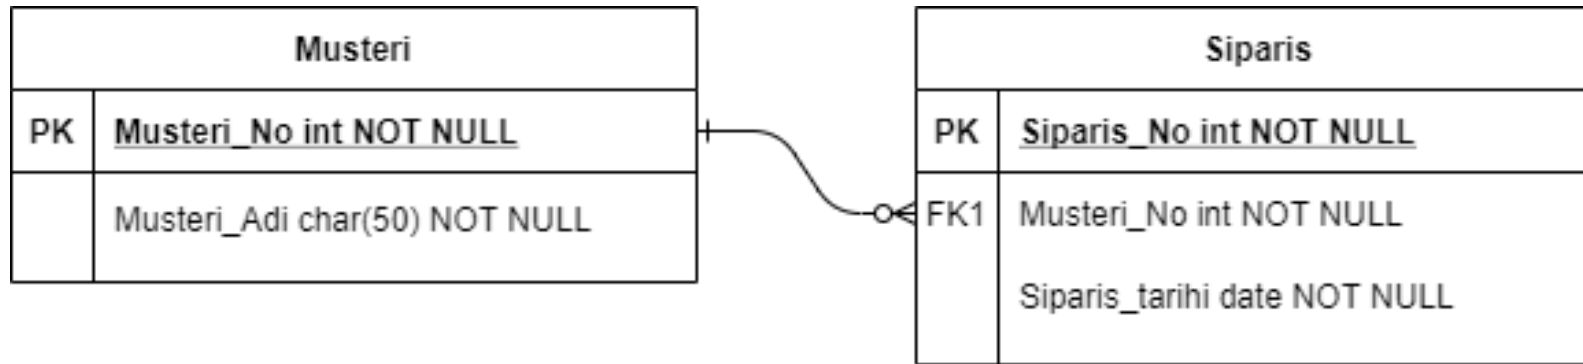 Musteri
PK Musteri_No int NOT NULL
Musteri_Adi char(50) NOT NULL
Siparis
PK Siparis_No int NOT NULL
FK1 Musteri_No int NOT NULL
Siparis_tarihi date NOT NULL